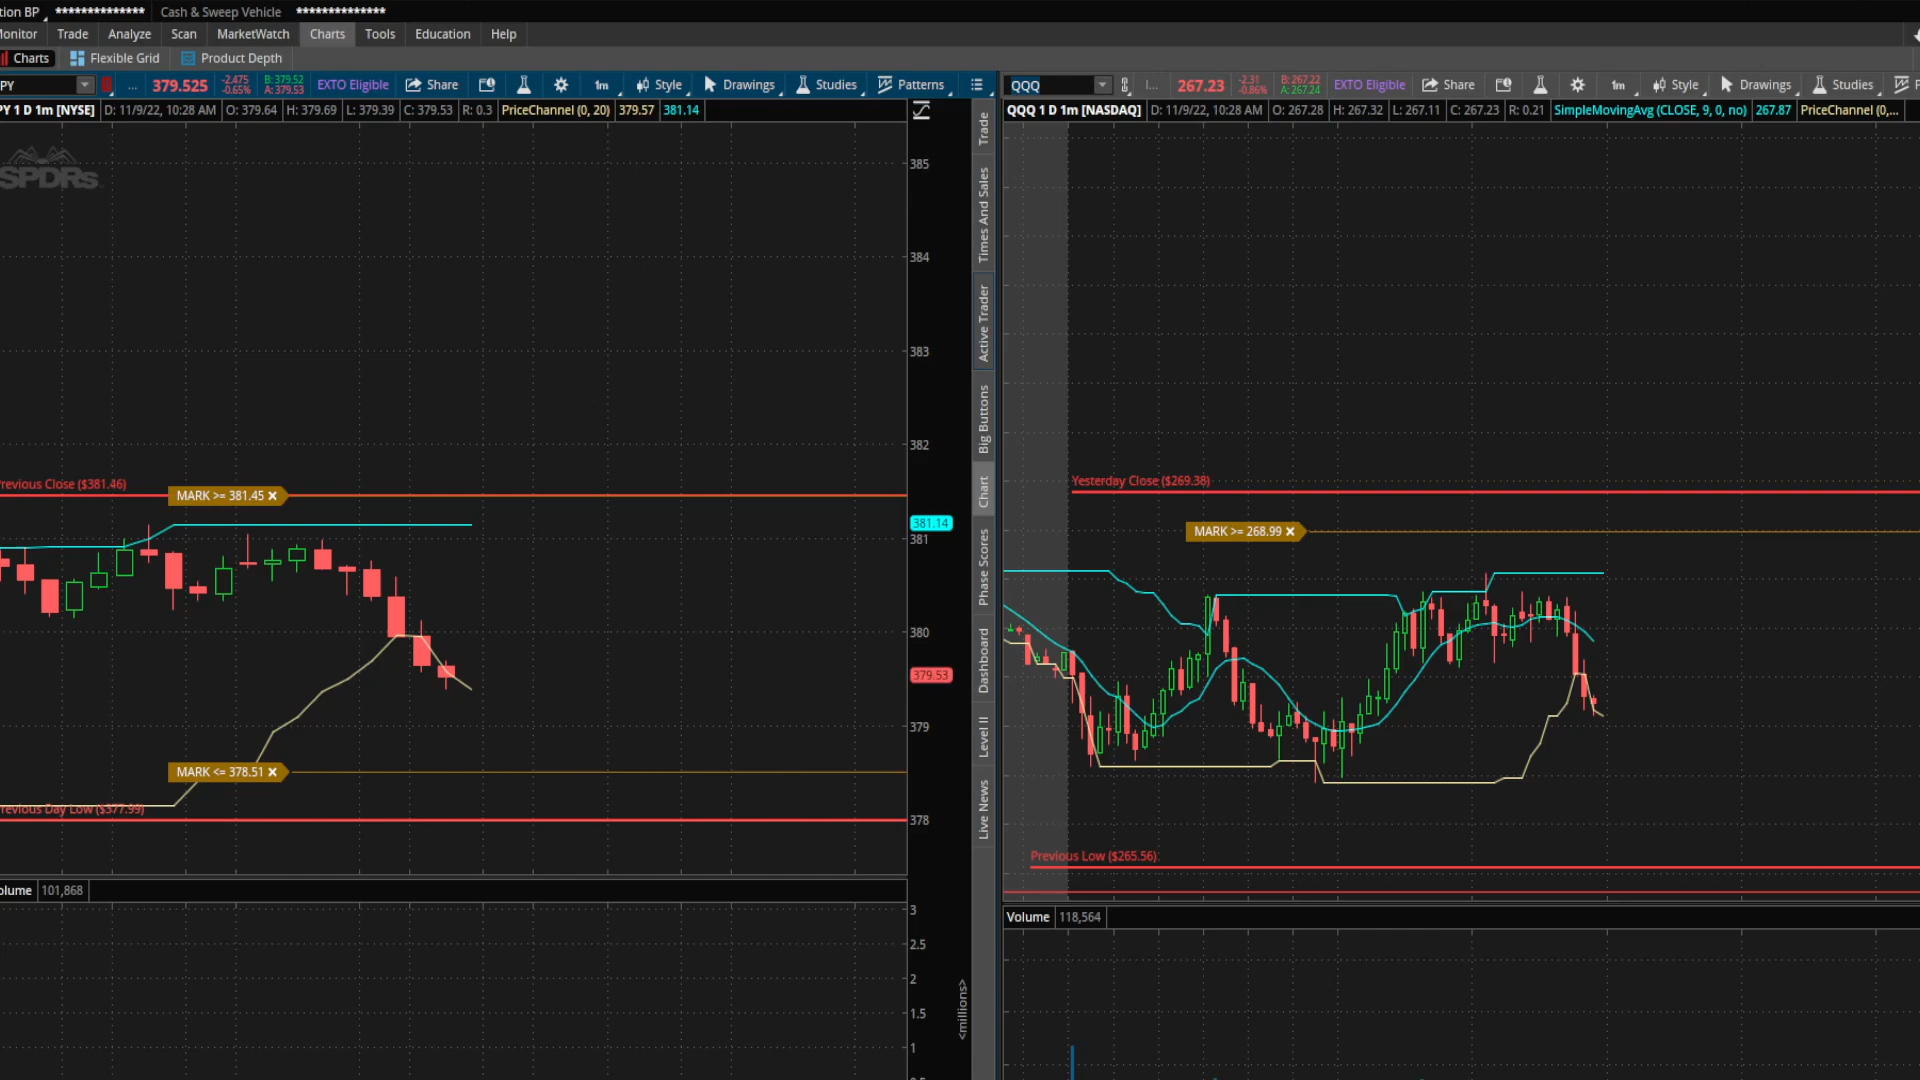 tion BP ************** Cash & Sweep Vehicle **************
Monitor Trade Analyze Scan MarketWatch Charts Tools Education Help
Charts Flexible Grid Product Depth
PY ... 379.525 -2.475 -0.65% B: 379.52 A: 379.53 EXTO Eligible Share 1m Style Drawings Studies Patterns
PY 1 D 1m [NYSE] D: 11/9/22, 10:28 AM O: 379.64 H: 379.69 L: 379.39 C: 379.53 R: 0.3 PriceChannel (0, 20) 379.57 381.14
SPDRs
385
384
383
382
381.14
381
380
379.53
379
378
Previous Close ($381.46)
MARK >= 381.45 ×
MARK <= 378.51 ×
Previous Day Low ($377.99)
olume 101,868
3
2.5
2
1.5
1
0.5
<millions>
Trade
Times And Sales
Active Trader
Big Buttons
Chart
Phase Scores
Dashboard
Level II
Live News
QQQ 267.23 -2.31 -0.86% B: 267.22 A: 267.24 EXTO Eligible Share 1m Style Drawings Studies
QQQ 1 D 1m [NASDAQ] D: 11/9/22, 10:28 AM O: 267.28 H: 267.32 L: 267.11 C: 267.23 R: 0.21 SimpleMovingAvg (CLOSE, 9, 0, no) 267.87 PriceChannel (0,...
Yesterday Close ($269.38)
MARK >= 268.99 ×
Previous Low ($265.56)
Volume 118,564